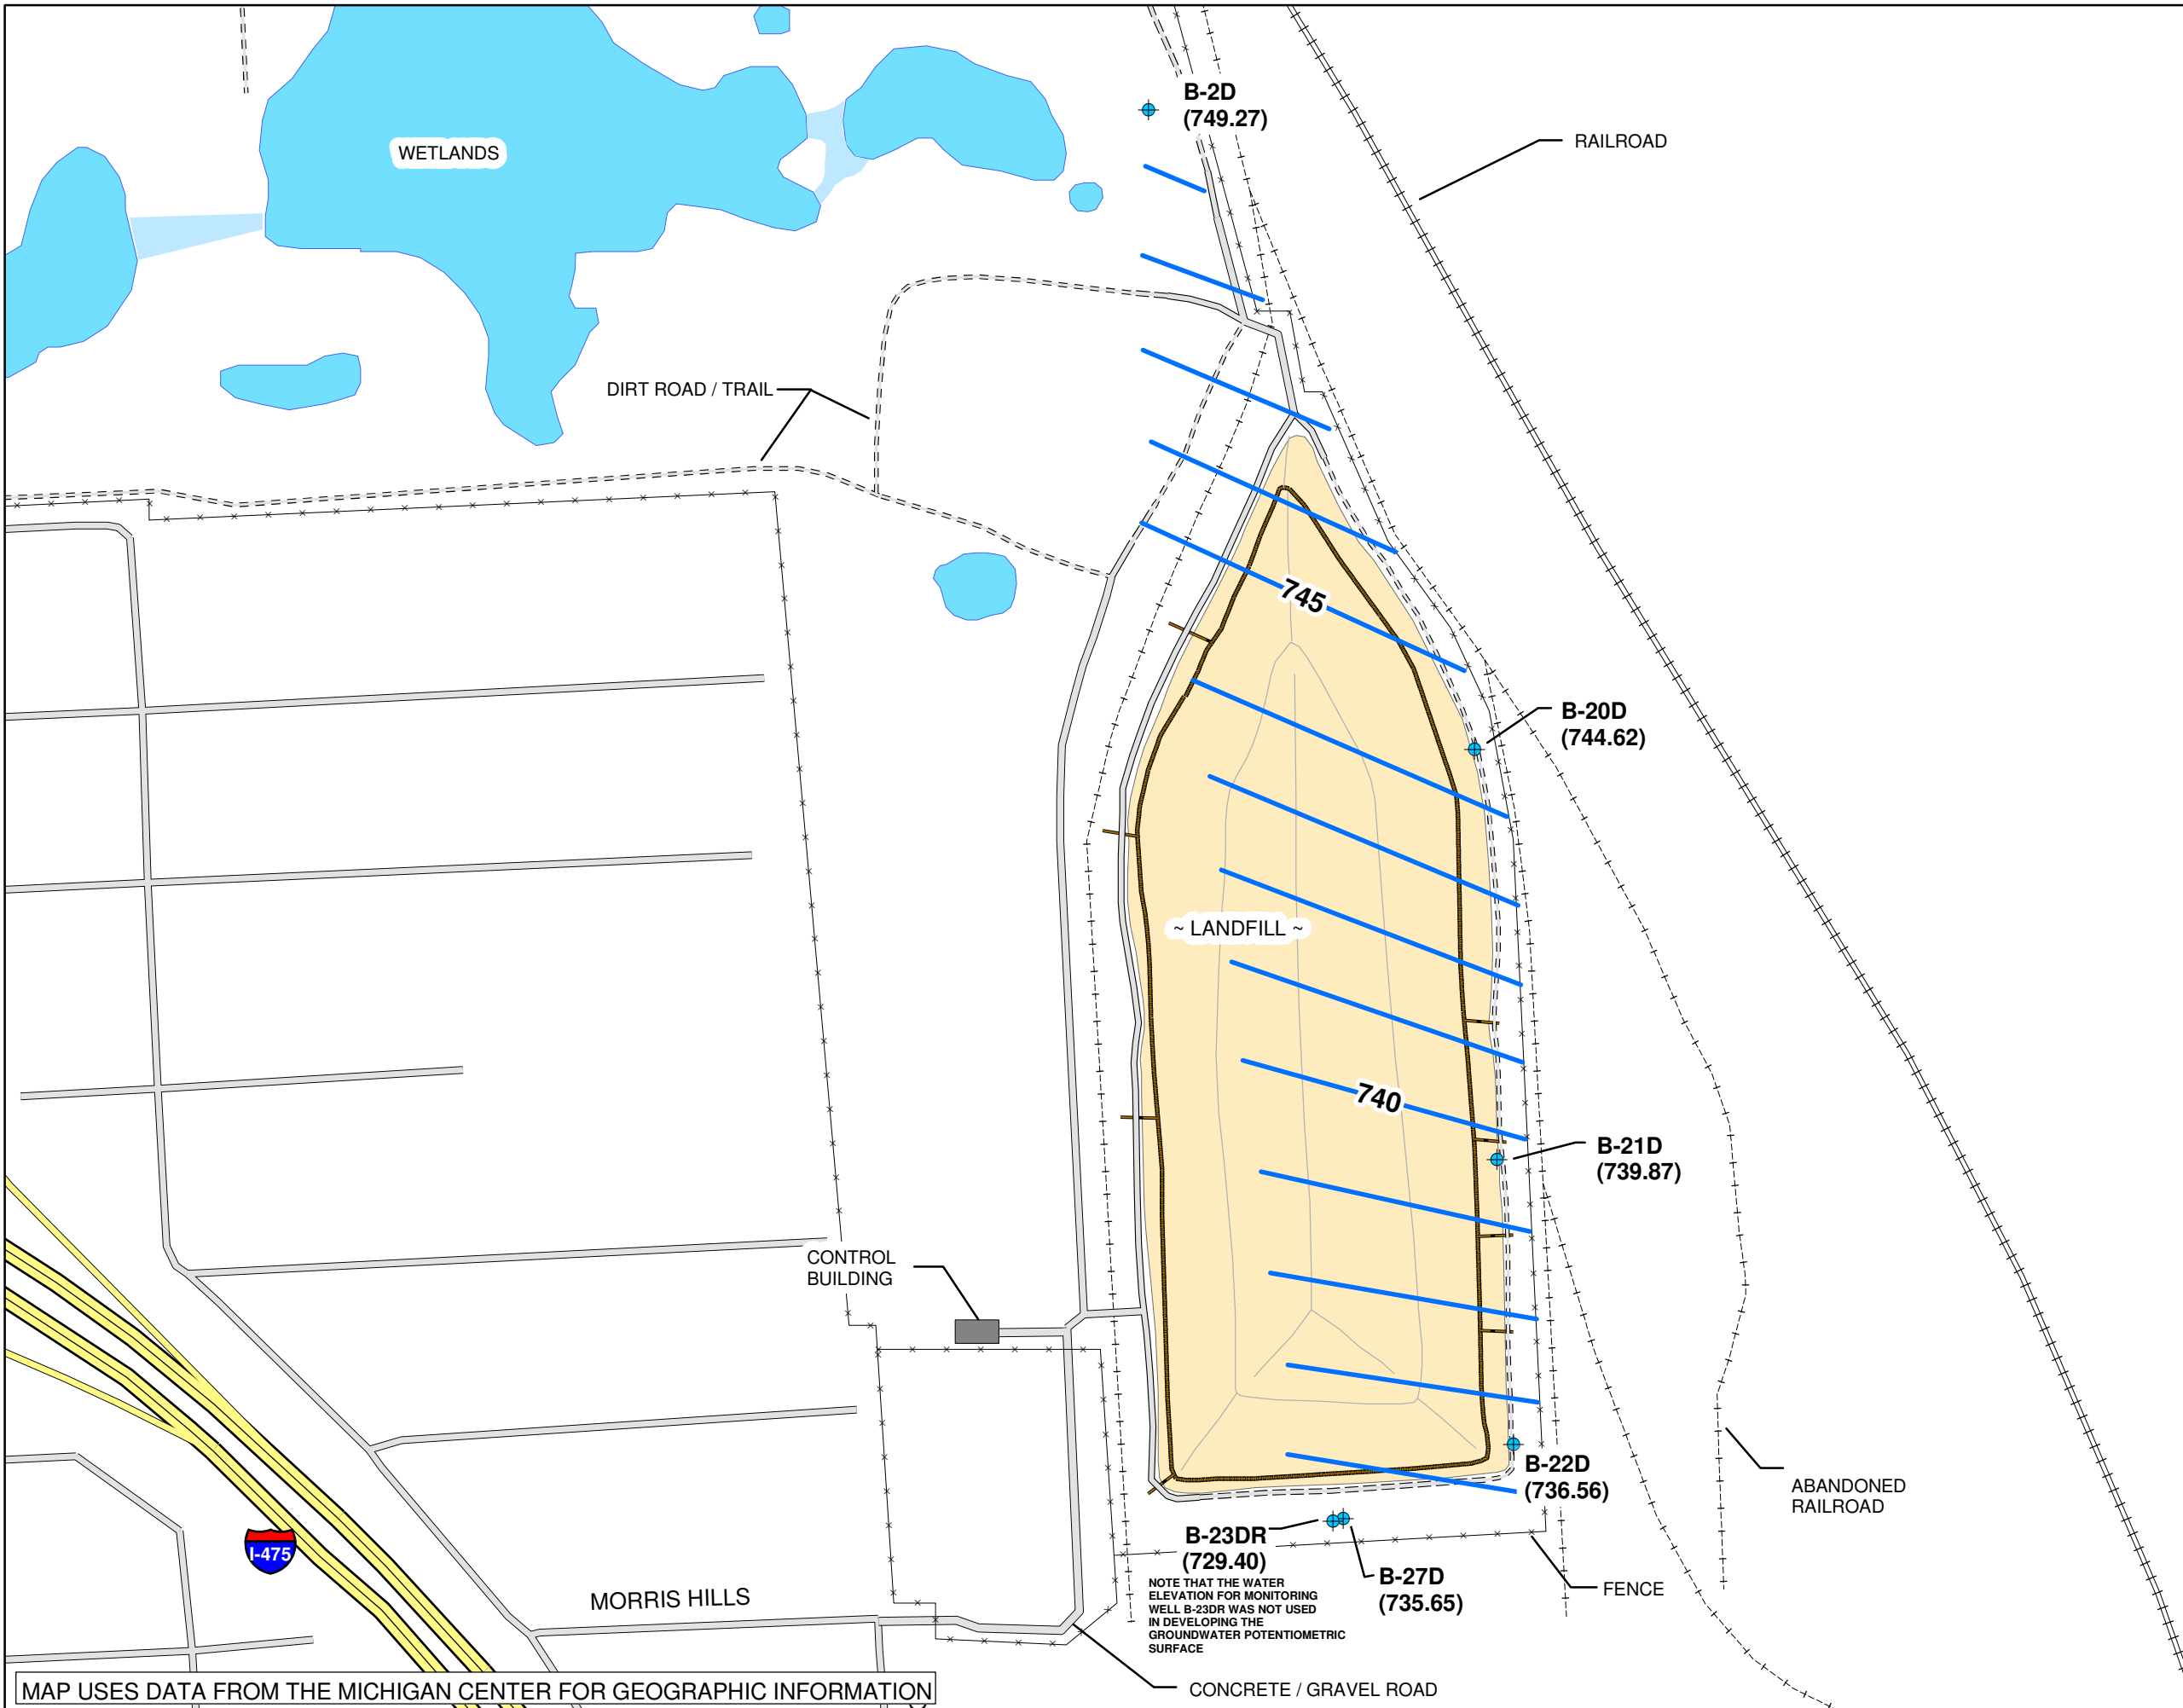 B-2D
(749.27)
RAILROAD
WETLANDS
DIRT ROAD / TRAIL
745
B-20D
(744.62)
~ LANDFILL ~
740
B-21D
(739.87)
CONTROL
BUILDING
B-22D
(736.56)
ABANDONED
RAILROAD
B-23DR
(729.40)
NOTE THAT THE WATER
ELEVATION FOR MONITORING
WELL B-23DR WAS NOT USED
IN DEVELOPING THE
GROUNDWATER POTENTIOMETRIC
SURFACE
B-27D
(735.65)
FENCE
I-475
MORRIS HILLS
CONCRETE / GRAVEL ROAD
MAP USES DATA FROM THE MICHIGAN CENTER FOR GEOGRAPHIC INFORMATION